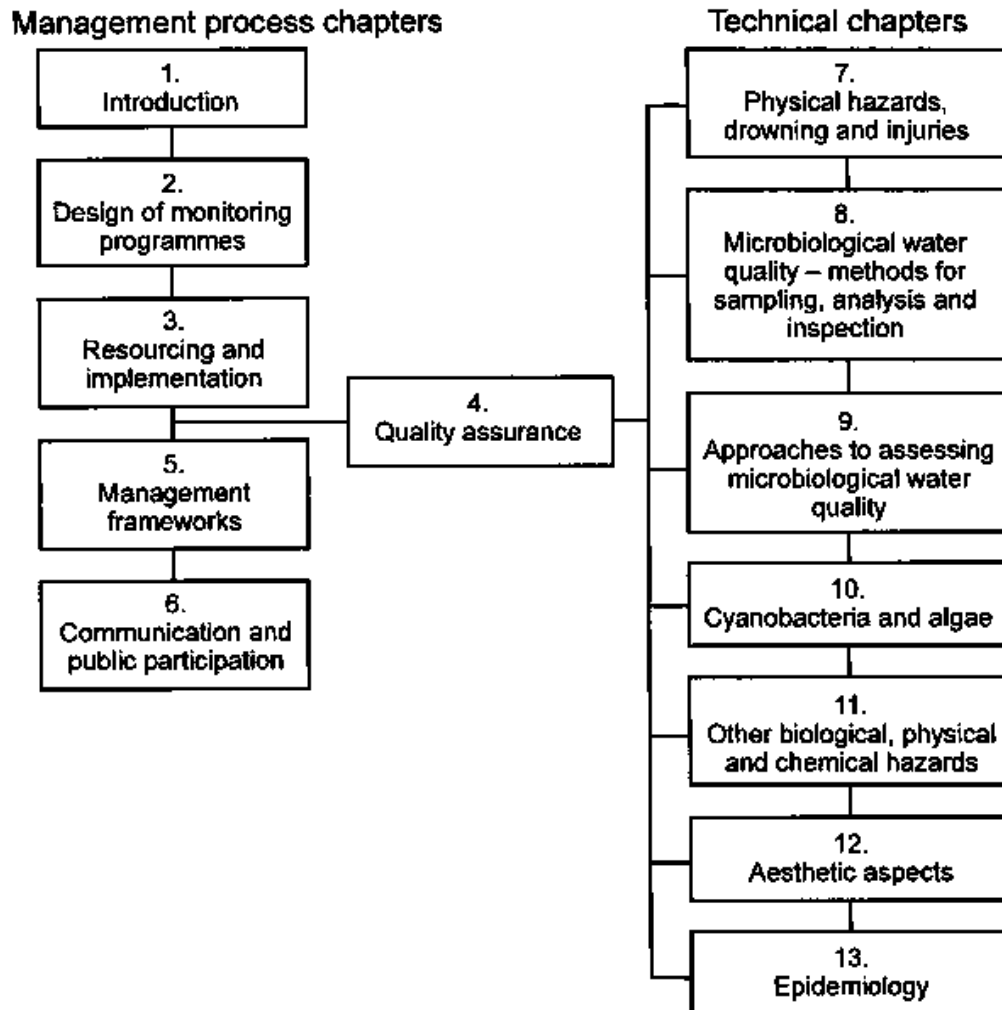 Management process chapters
1.
Introduction
2.
Design of monitoring
programmes
3.
Resourcing and
implementation
4.
Quality assurance
5.
Management
frameworks
6.
Communication and
public participation
Technical chapters
7.
Physical hazards,
drowning and injuries
8.
Microbiological water
quality – methods for
sampling, analysis and
inspection
9.
Approaches to assessing
microbiological water
quality
10.
Cyanobacteria and algae
11.
Other biological, physical
and chemical hazards
12.
Aesthetic aspects
13.
Epidemiology